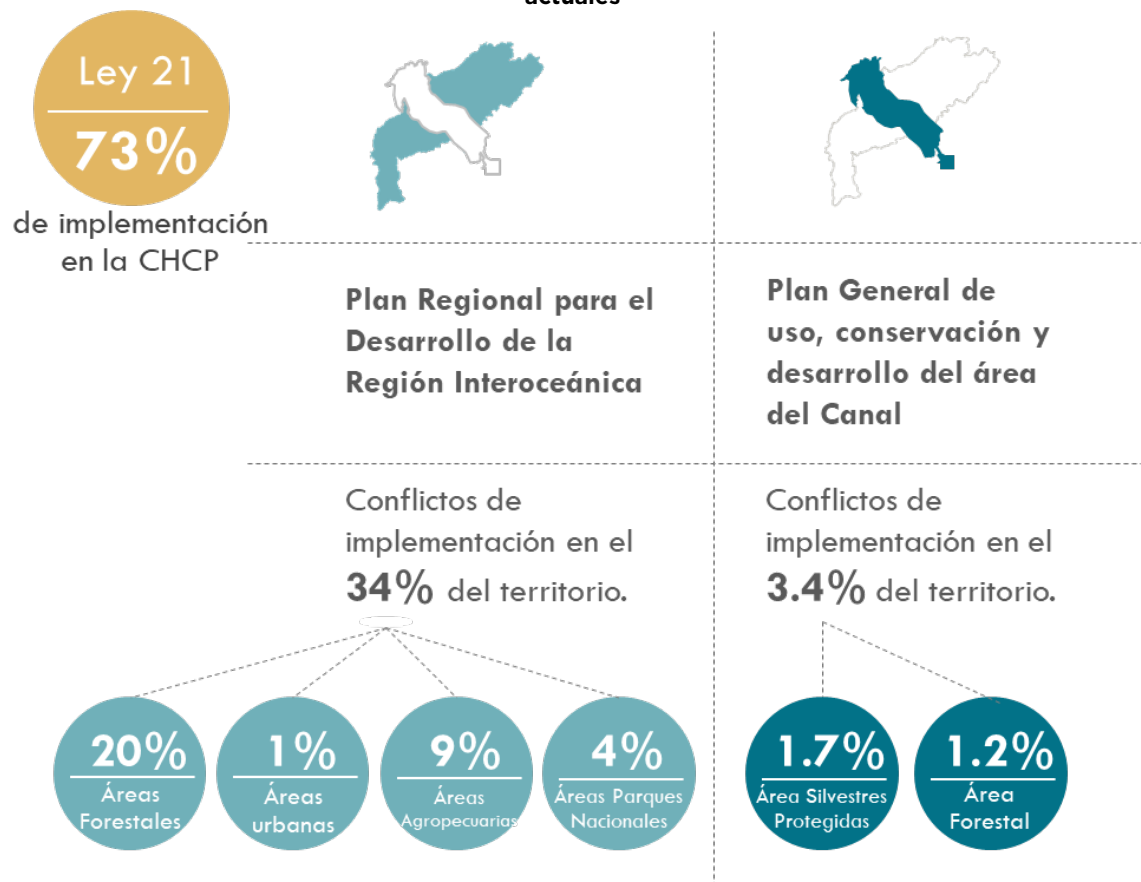 actuales
Ley 21
73%
de implementación
en la CHCP
Plan Regional para el
Desarrollo de la
Región Interoceánica
Plan General de
uso, conservación y
desarrollo del área
del Canal
Conflictos de
implementación en el
34% del territorio.
Conflictos de
implementación en el
3.4% del territorio.
20%
Áreas
Forestales
1%
Áreas
urbanas
9%
Áreas
Agropecuarias
4%
Áreas Parques
Nacionales
1.7%
Área Silvestres
Protegidas
1.2%
Área
Forestal